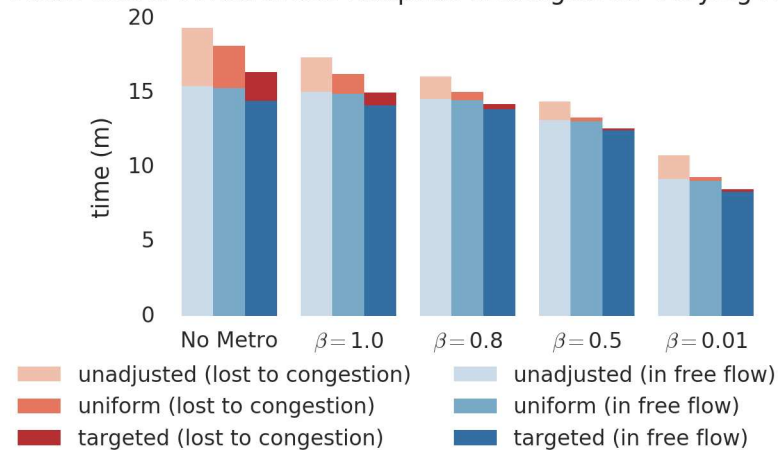 20
15
10
5
0
time (m)
No Metro β=1.0 β=0.8 β=0.5 β=0.01
unadjusted (lost to congestion) unadjusted (in free flow)
uniform (lost to congestion) uniform (in free flow)
targeted (lost to congestion) targeted (in free flow)